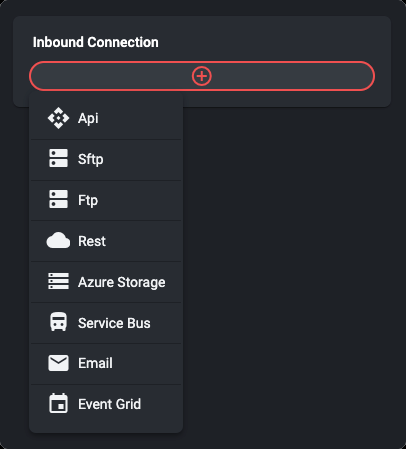 Inbound Connection
Api
Sftp
Ftp
Rest
Azure Storage
Service Bus
Email
Event Grid